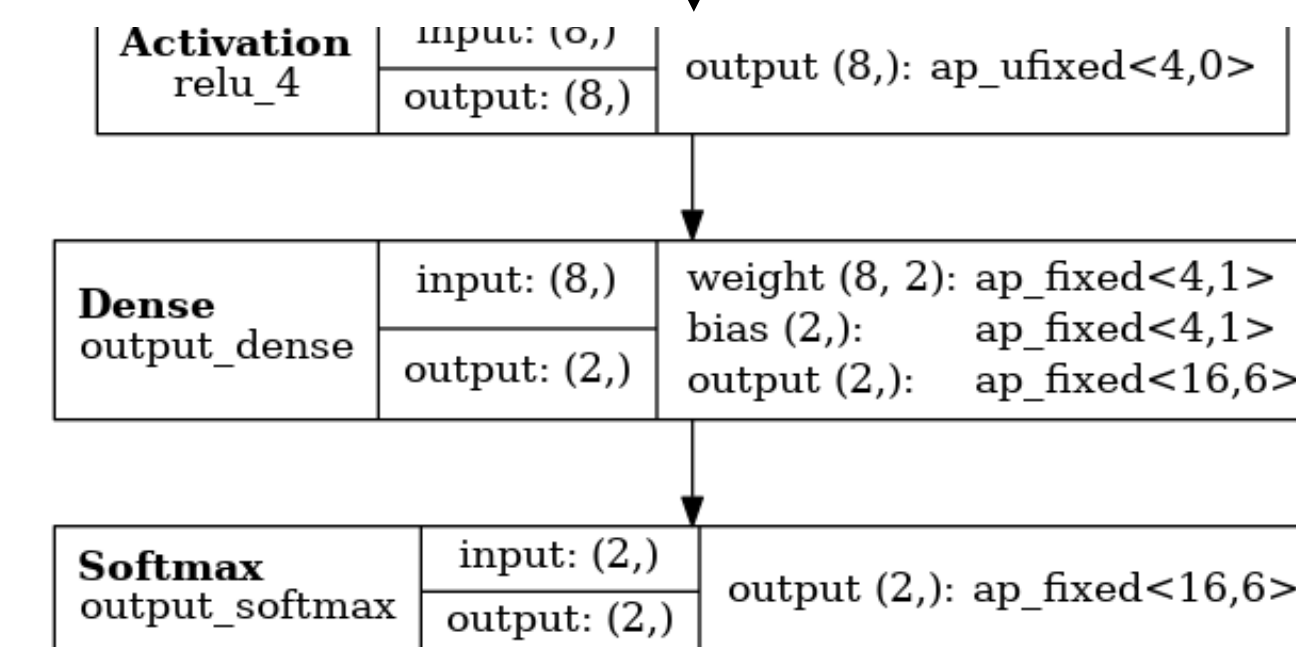 Activation
relu_4
input: (8,)
output: (8,)
output (8,): ap_ufixed<4,0>
Dense
output_dense
input: (8,)
output: (2,)
weight (8, 2): ap_fixed<4,1>
bias (2,): ap_fixed<4,1>
output (2,): ap_fixed<16,6>
Softmax
output_softmax
input: (2,)
output: (2,)
output (2,): ap_fixed<16,6>